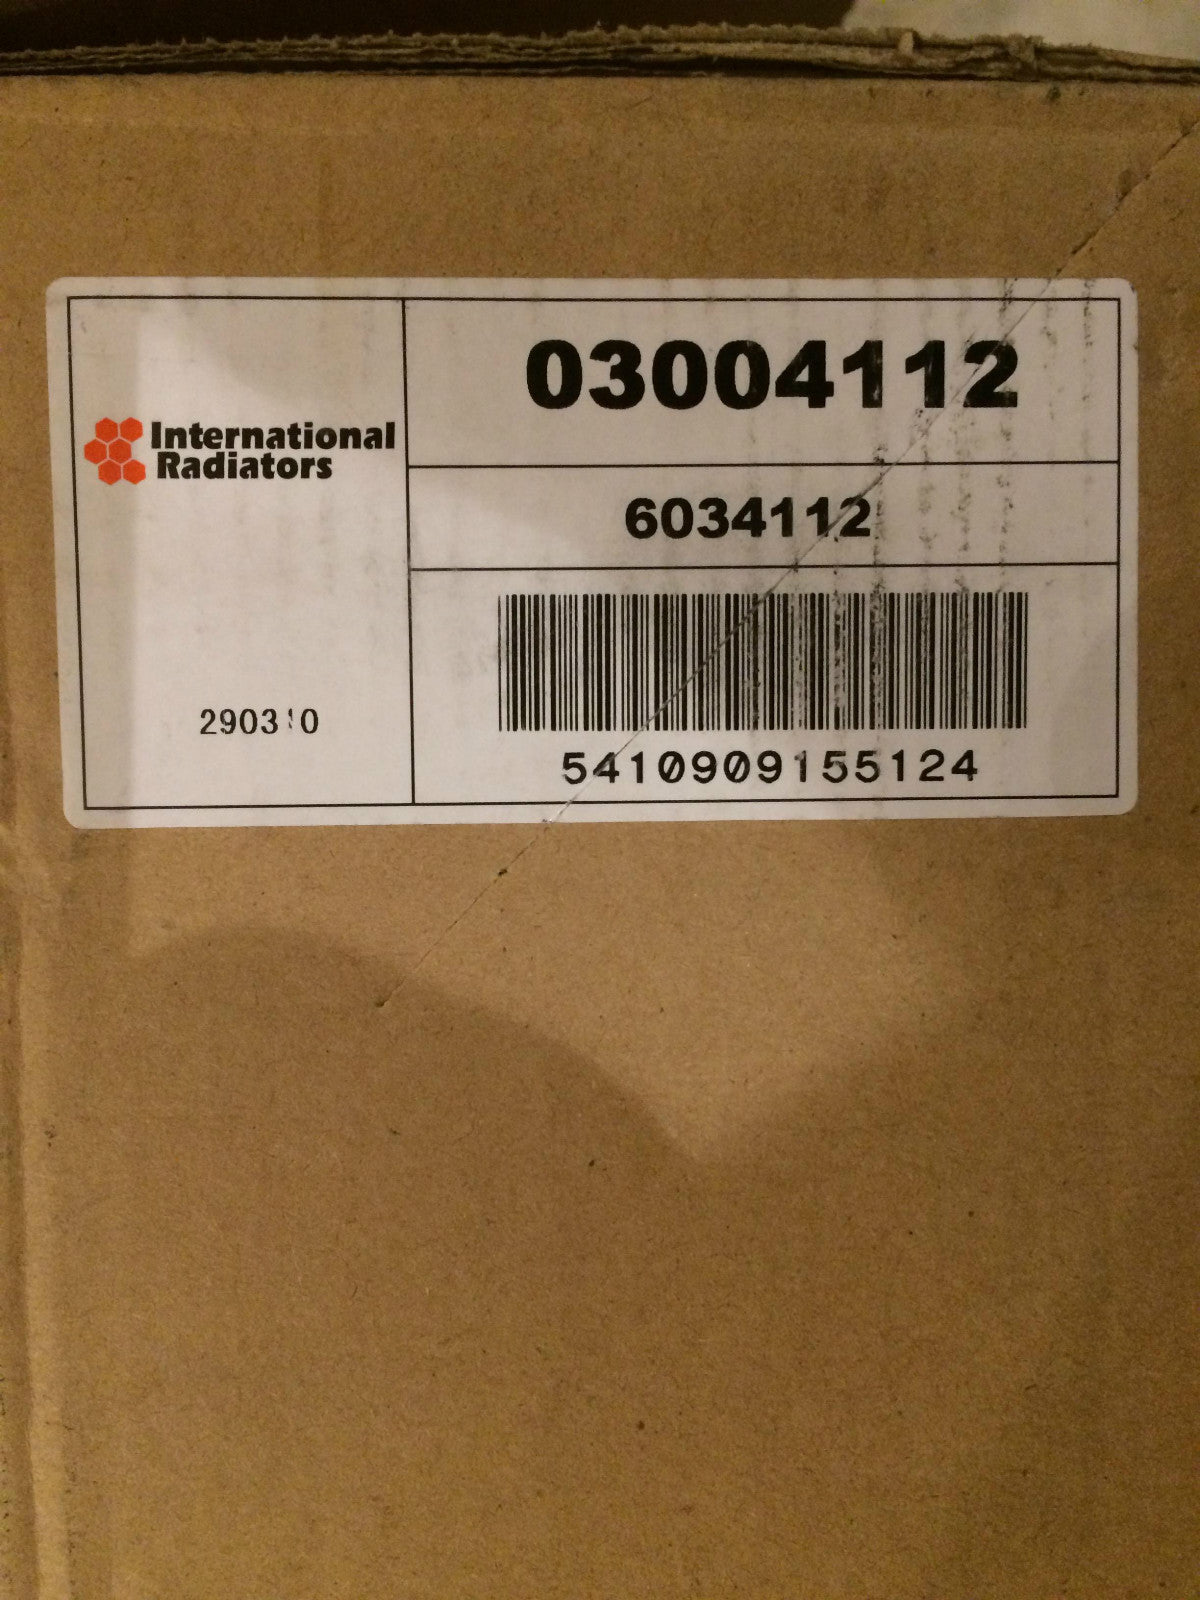 International
Radiators
03004112
6034112
5410909155124